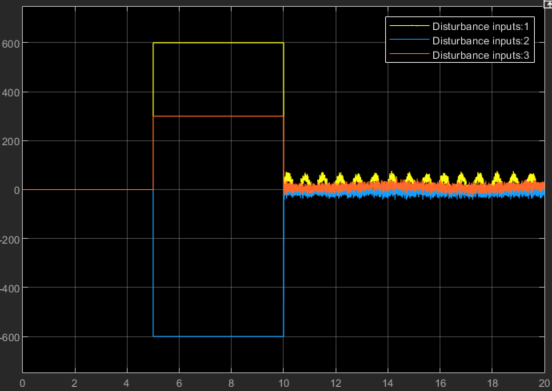 Disturbance inputs:1
Disturbance inputs:2
Disturbance inputs:3
600
400
200
0
-200
-400
-600
0 2 4 6 8 10 12 14 16 18 20